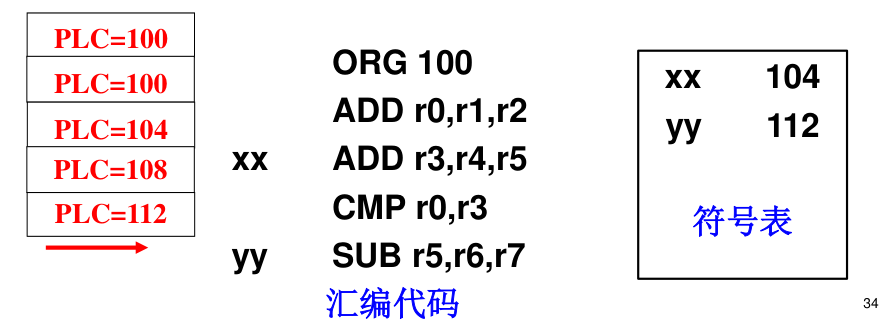 PLC=100
PLC=100
PLC=104
PLC=108
PLC=112
ORG 100
ADD r0,r1,r2
xx ADD r3,r4,r5
CMP r0,r3
yy SUB r5,r6,r7
汇编代码
xx 104
yy 112
符号表
34